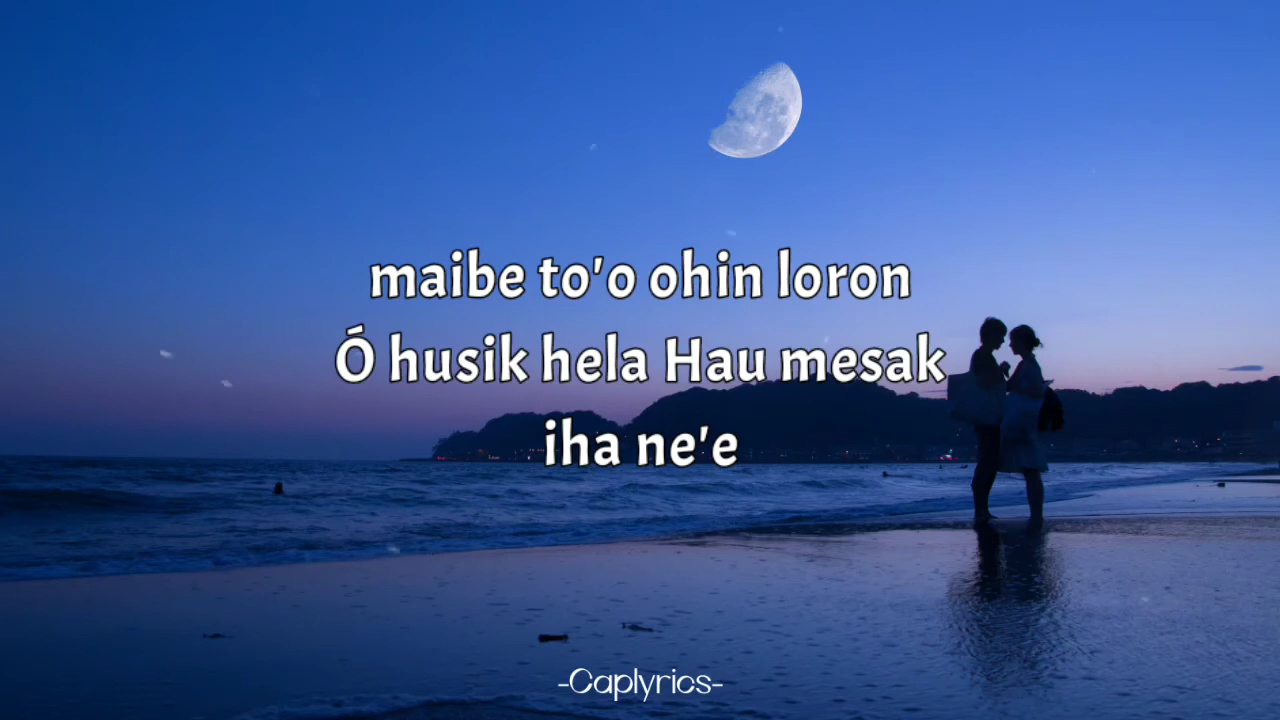 maibe to'o ohin loron
Ó husik hela Hau mesak
iha ne'e
-Caplyrics-